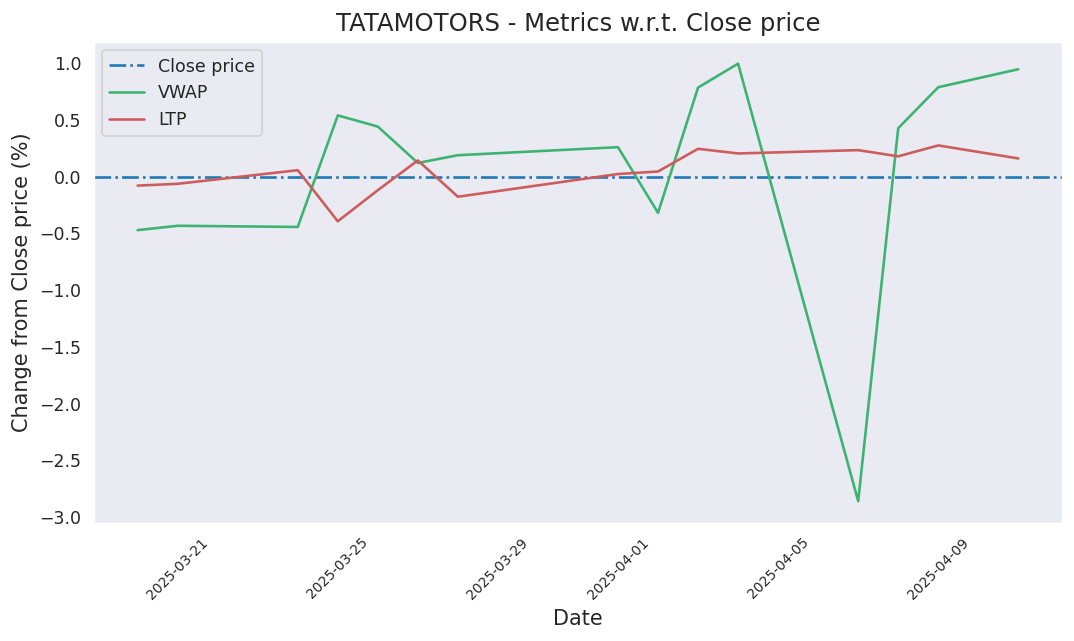 TATAMOTORS - Metrics w.r.t. Close price
Close price
VWAP
LTP
Change from Close price (%)
1.0
0.5
0.0
−0.5
−1.0
−1.5
−2.0
−2.5
−3.0
2025-03-21
2025-03-25
2025-03-29
2025-04-01
2025-04-05
2025-04-09
Date